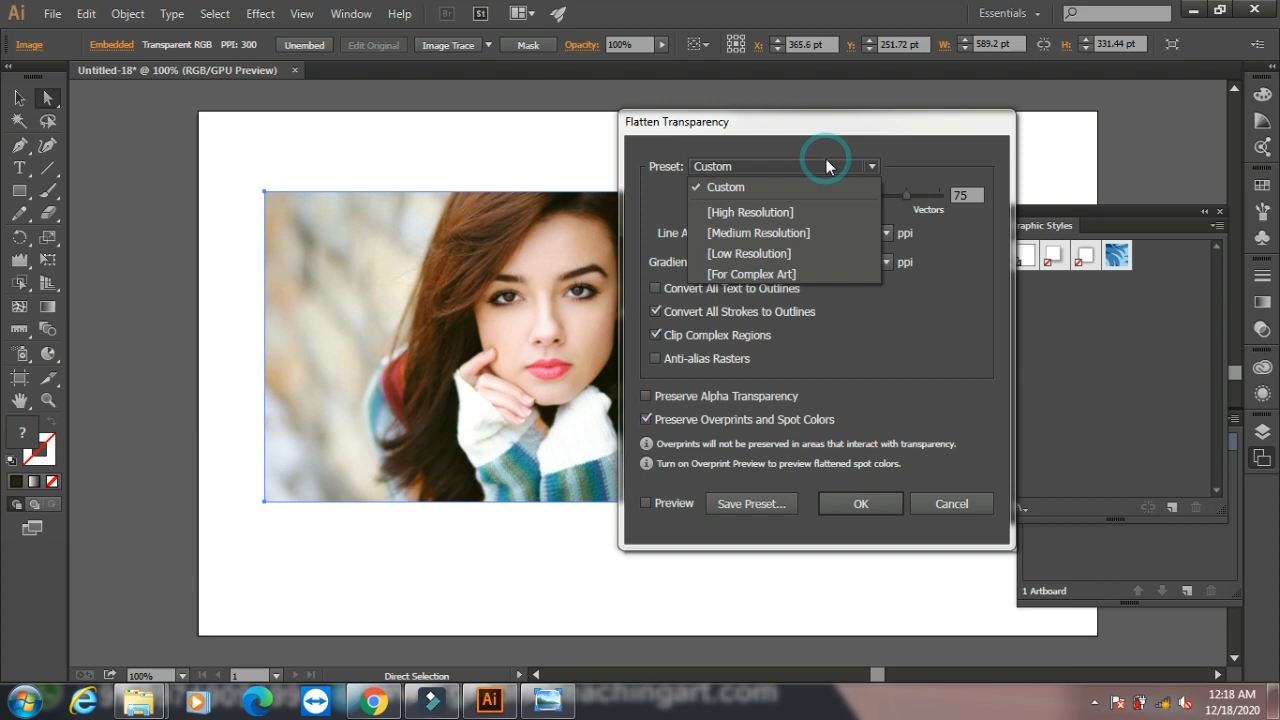 Ai File Edit Object Type Select Effect View Window Help Br St Essentials
Image Embedded Transparent RGB PPI: 300 Unembed Edit Original Image Trace Mask Opacity: 100% X: 365.6 pt Y: 251.72 pt W: 589.2 pt H: 331.44 pt
Untitled-18* @ 100% (RGB/GPU Preview) ×
Flatten Transparency
Preset: Custom
Custom
75
[High Resolution]
Vectors
[Medium Resolution]
Line A
ppi
[Low Resolution]
Gradien
ppi
[For Complex Art]
Convert All Text to Outlines
Convert All Strokes to Outlines
Clip Complex Regions
Anti-alias Rasters
Preserve Alpha Transparency
Preserve Overprints and Spot Colors
Overprints will not be preserved in areas that interact with transparency.
Turn on Overprint Preview to preview flattened spot colors.
Preview Save Preset... OK Cancel
raphic Styles
?
1 Artboard
100% 1 Direct Selection
Ai
12:18 AM
12/18/2020